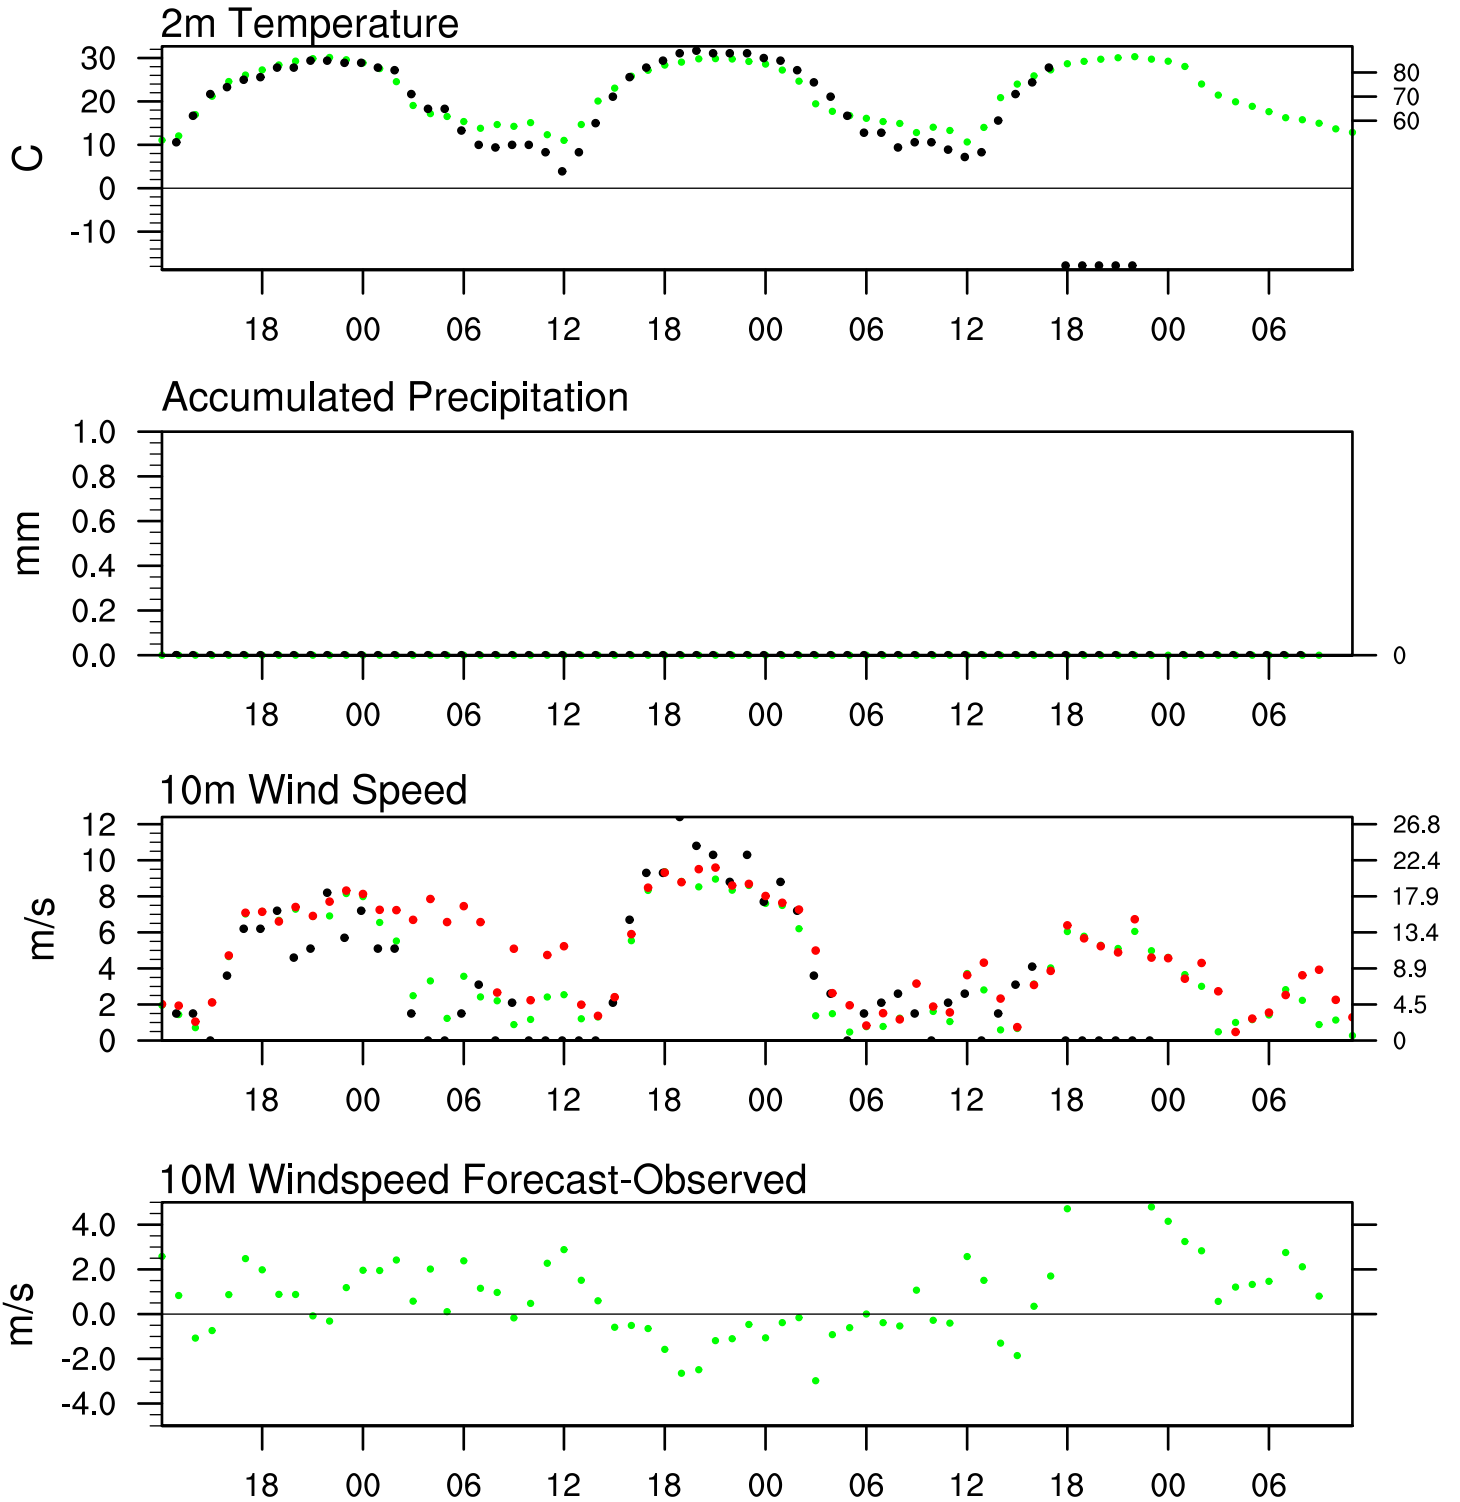 2m Temperature
30
20
10
0
-10
C
80
70
60
18 00 06 12 18 00 06 12 18 00 06
Accumulated Precipitation
1.0
0.8
0.6
0.4
0.2
0.0
mm
0
18 00 06 12 18 00 06 12 18 00 06
10m Wind Speed
12
10
8
6
4
2
0
m/s
26.8
22.4
17.9
13.4
8.9
4.5
0
18 00 06 12 18 00 06 12 18 00 06
10M Windspeed Forecast-Observed
4.0
2.0
0.0
-2.0
-4.0
m/s
18 00 06 12 18 00 06 12 18 00 06